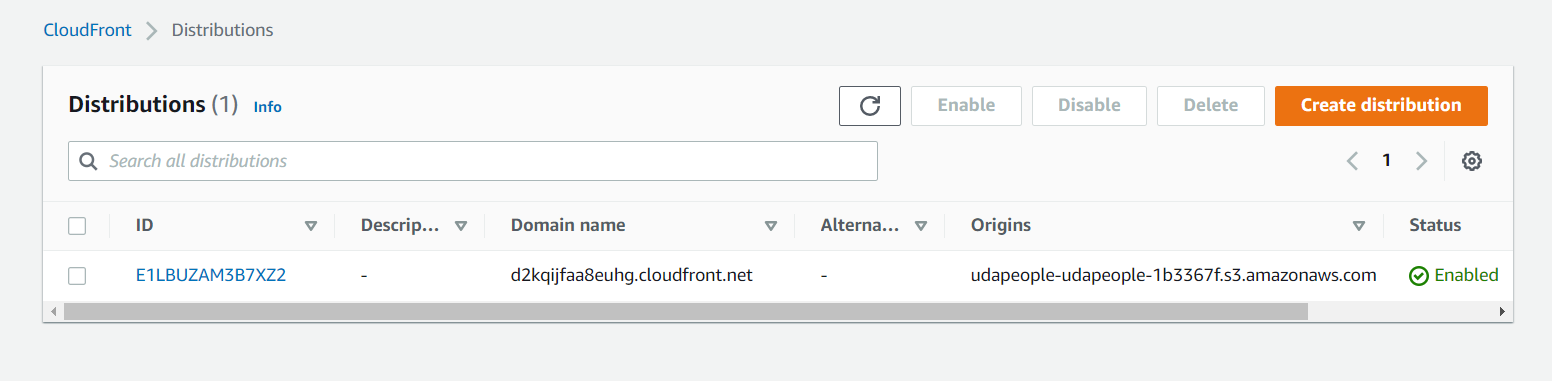 CloudFront Distributions
Distributions (1) Info Enable Disable Delete Create distribution
Search all distributions 1
ID Descrip... Domain name Alterna... Origins Status
E1LBUZAM3B7XZ2 - d2kqijfaa8euhg.cloudfront.net - udapeople-udapeople-1b3367f.s3.amazonaws.com Enabled